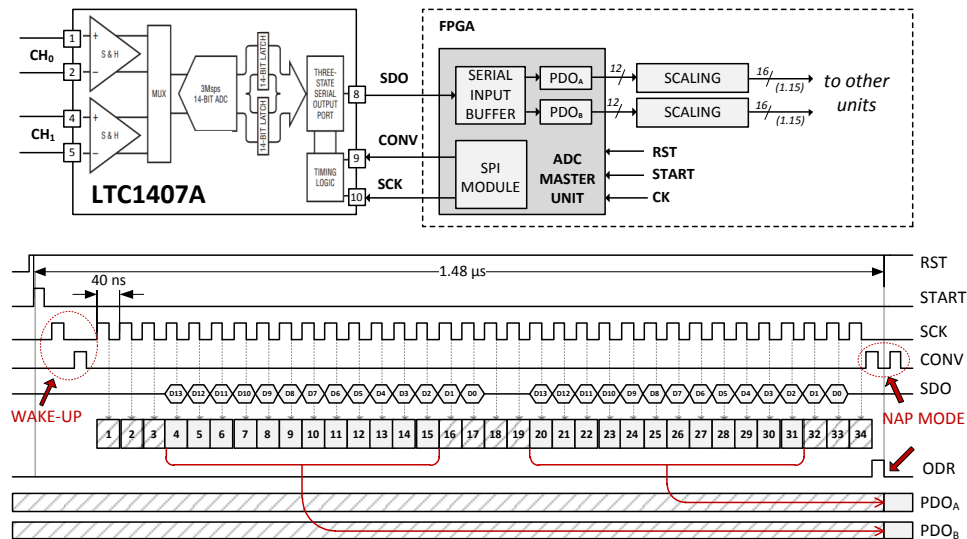 FPGA
1
2
4
5
8
9
10
CH0
CH1
+
S & H
−
+
S & H
−
MUX
3Msps
14-BIT ADC
14-BIT LATCH
14-BIT LATCH
THREE-
STATE
SERIAL
OUTPUT
PORT
TIMING
LOGIC
LTC1407A
SDO
CONV
SCK
SERIAL
INPUT
BUFFER
PDOA
PDOB
12
12
SCALING
SCALING
16
(1.15)
16
(1.15)
to other
units
SPI
MODULE
ADC
MASTER
UNIT
RST
START
CK
1.48 µs
RST
40 ns
START
SCK
CONV
D13 D12 D11 D10 D9 D8 D7 D6 D5 D4 D3 D2 D1 D0 D13 D12 D11 D10 D9 D8 D7 D6 D5 D4 D3 D2 D1 D0 SDO
WAKE-UP
NAP MODE
1 2 3 4 5 6 7 8 9 10 11 12 13 14 15 16 17 18 19 20 21 22 23 24 25 26 27 28 29 30 31 32 33 34
ODR
PDOA
PDOB